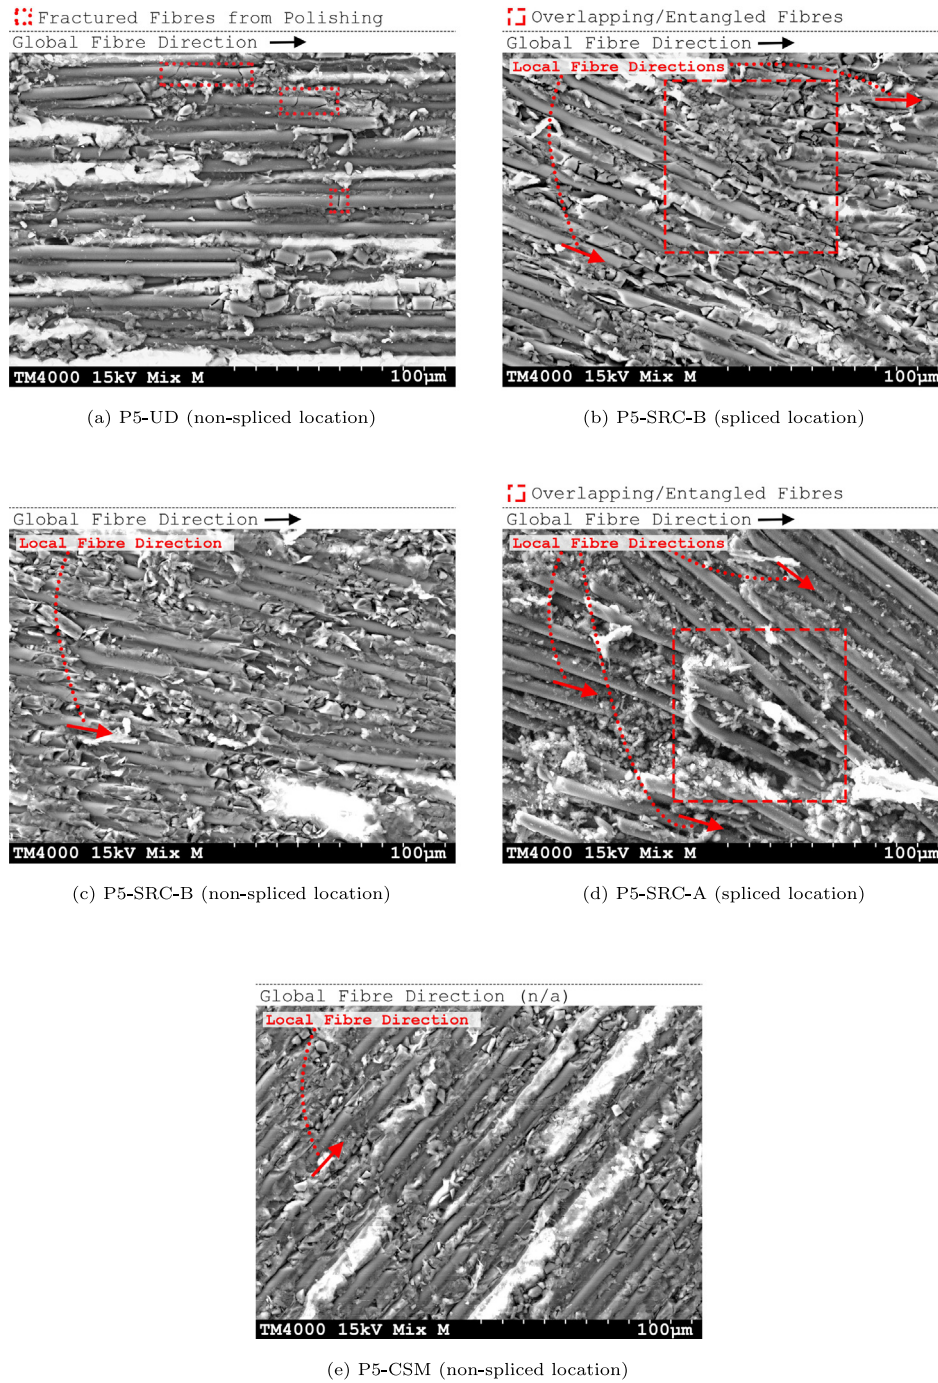 Fractured Fibres from Polishing
Global Fibre Direction
TM4000 15kV Mix M 100μm
(a) P5-UD (non-spliced location)
Overlapping/Entangled Fibres
Global Fibre Direction
Local Fibre Directions
TM4000 15kV Mix M 100μm
(b) P5-SRC-B (spliced location)
Global Fibre Direction
Local Fibre Direction
TM4000 15kV Mix M 100μm
(c) P5-SRC-B (non-spliced location)
Overlapping/Entangled Fibres
Global Fibre Direction
Local Fibre Directions
TM4000 15kV Mix M 100μm
(d) P5-SRC-A (spliced location)
Global Fibre Direction (n/a)
Local Fibre Direction
TM4000 15kV Mix M 100μm
(e) P5-CSM (non-spliced location)